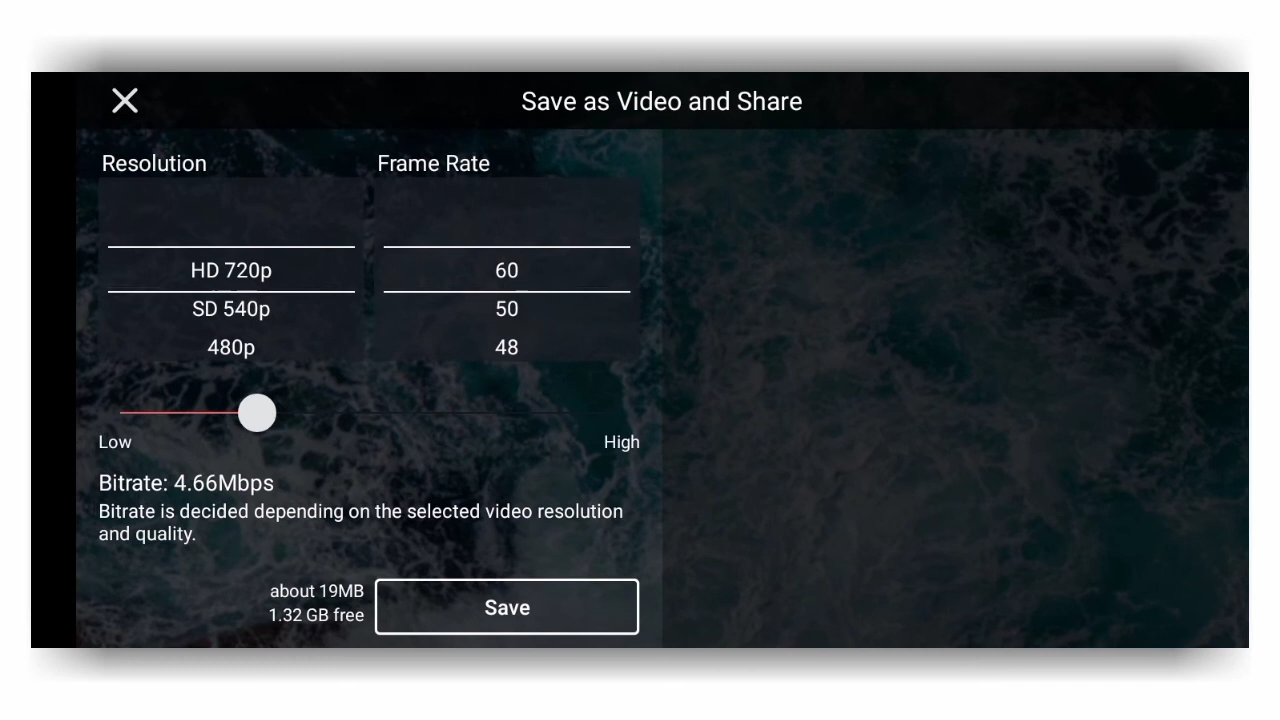 Save as Video and Share
Resolution
Frame Rate
HD 720p
60
SD 540p
50
480p
48
Low
High
Bitrate: 4.66Mbps
Bitrate is decided depending on the selected video resolution
and quality.
about 19MB
1.32 GB free
Save